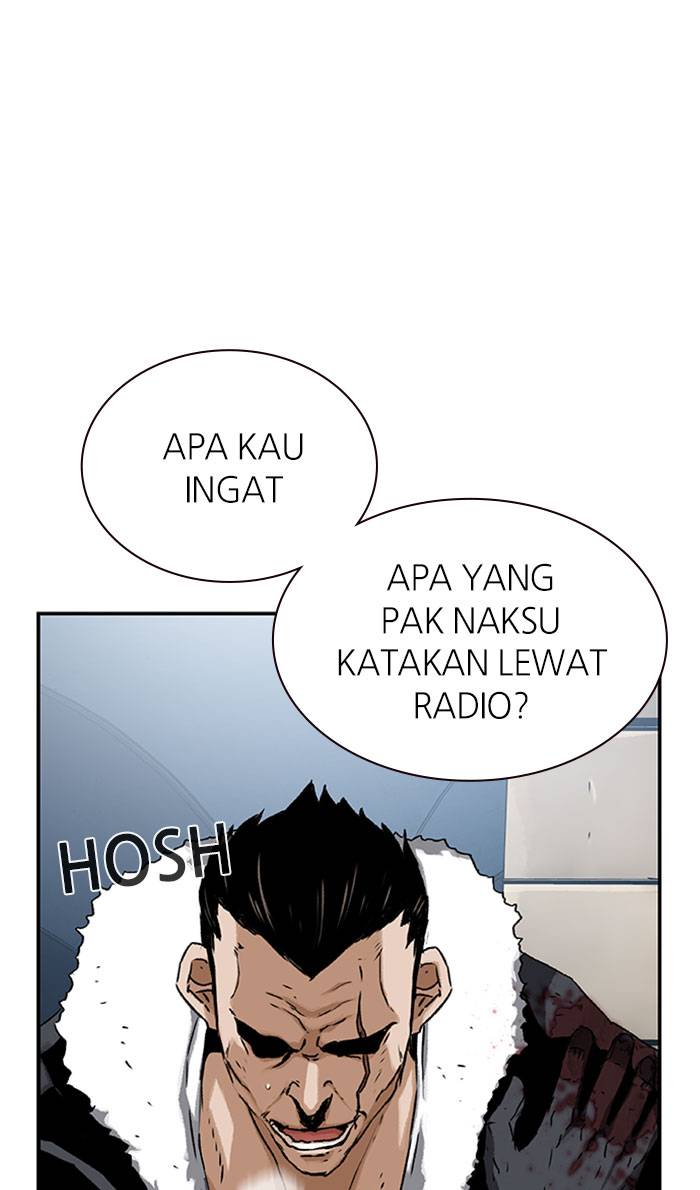 APA KAU
INGAT
APA YANG
PAK NAKSU
KATAKAN LEWAT
RADIO?
HOSH